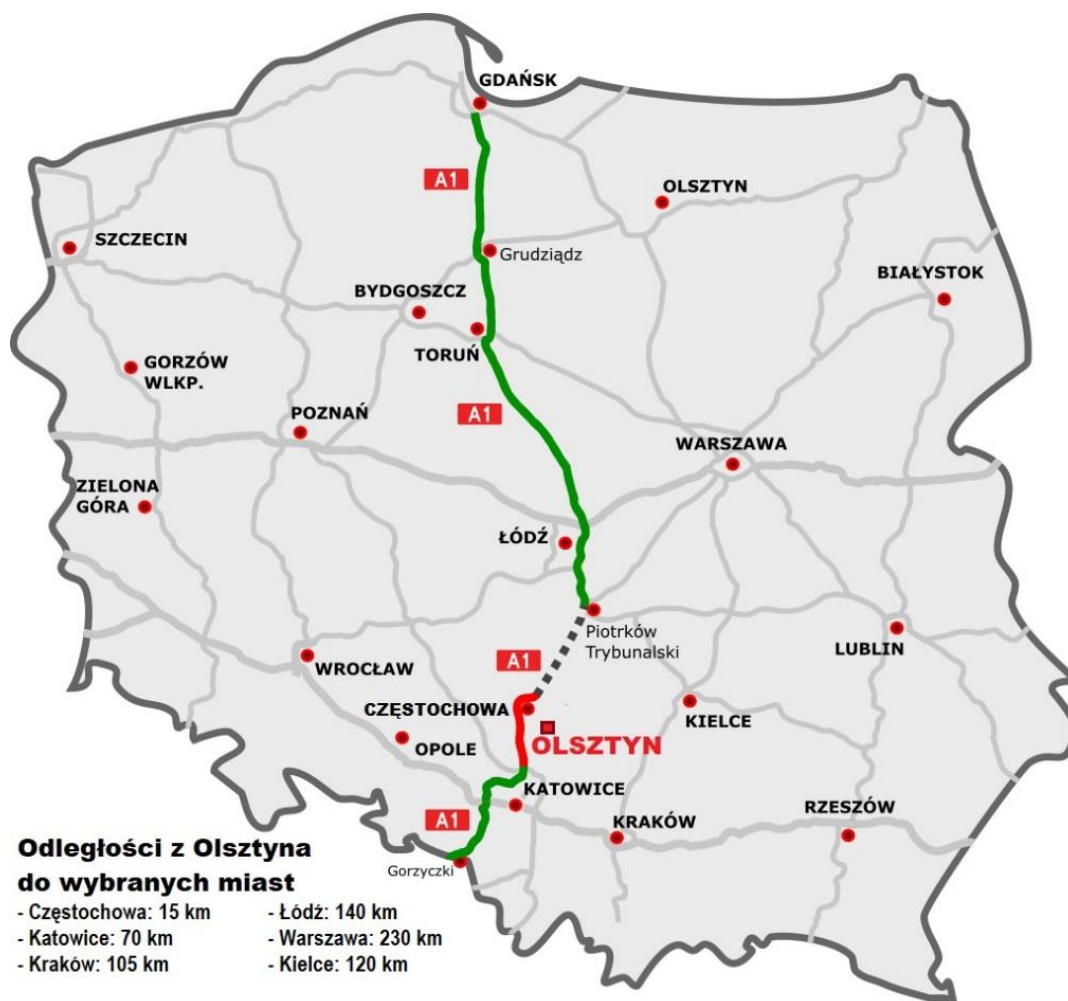 GDAŃSK
A1
OLSZTYN
SZCZECIN
Grudziądz
BIAŁYSTOK
BYDGOSZCZ
TORUŃ
GORZÓW
WLKP.
A1
POZNAŃ
WARSZAWA
ZIELONA
GÓRA
ŁÓDŹ
Piotrków
Trybunalski
LUBLIN
WROCŁAW
A1
CZĘSTOCHOWA
KIELCE
OPOLE
OLSZTYN
KATOWICE
RZESZÓW
A1
KRAKÓW
Gorzyczki
Odległości z Olsztyna
do wybranych miast
- Częstochowa: 15 km - Łódź: 140 km
- Katowice: 70 km - Warszawa: 230 km
- Kraków: 105 km - Kielce: 120 km